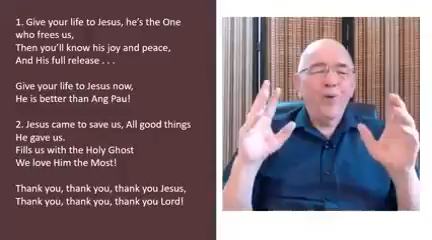 1. Give your life to Jesus, he's the One
who frees us,
Then you'll know his joy and peace,
And His full release . . .
Give your life to Jesus now,
He is better than Ang Pau!
2. Jesus came to save us, All good things
He gave us.
Fills us with the Holy Ghost
We love Him the Most!
Thank you, thank you, thank you Jesus,
Thank you, thank you, thank you Lord!